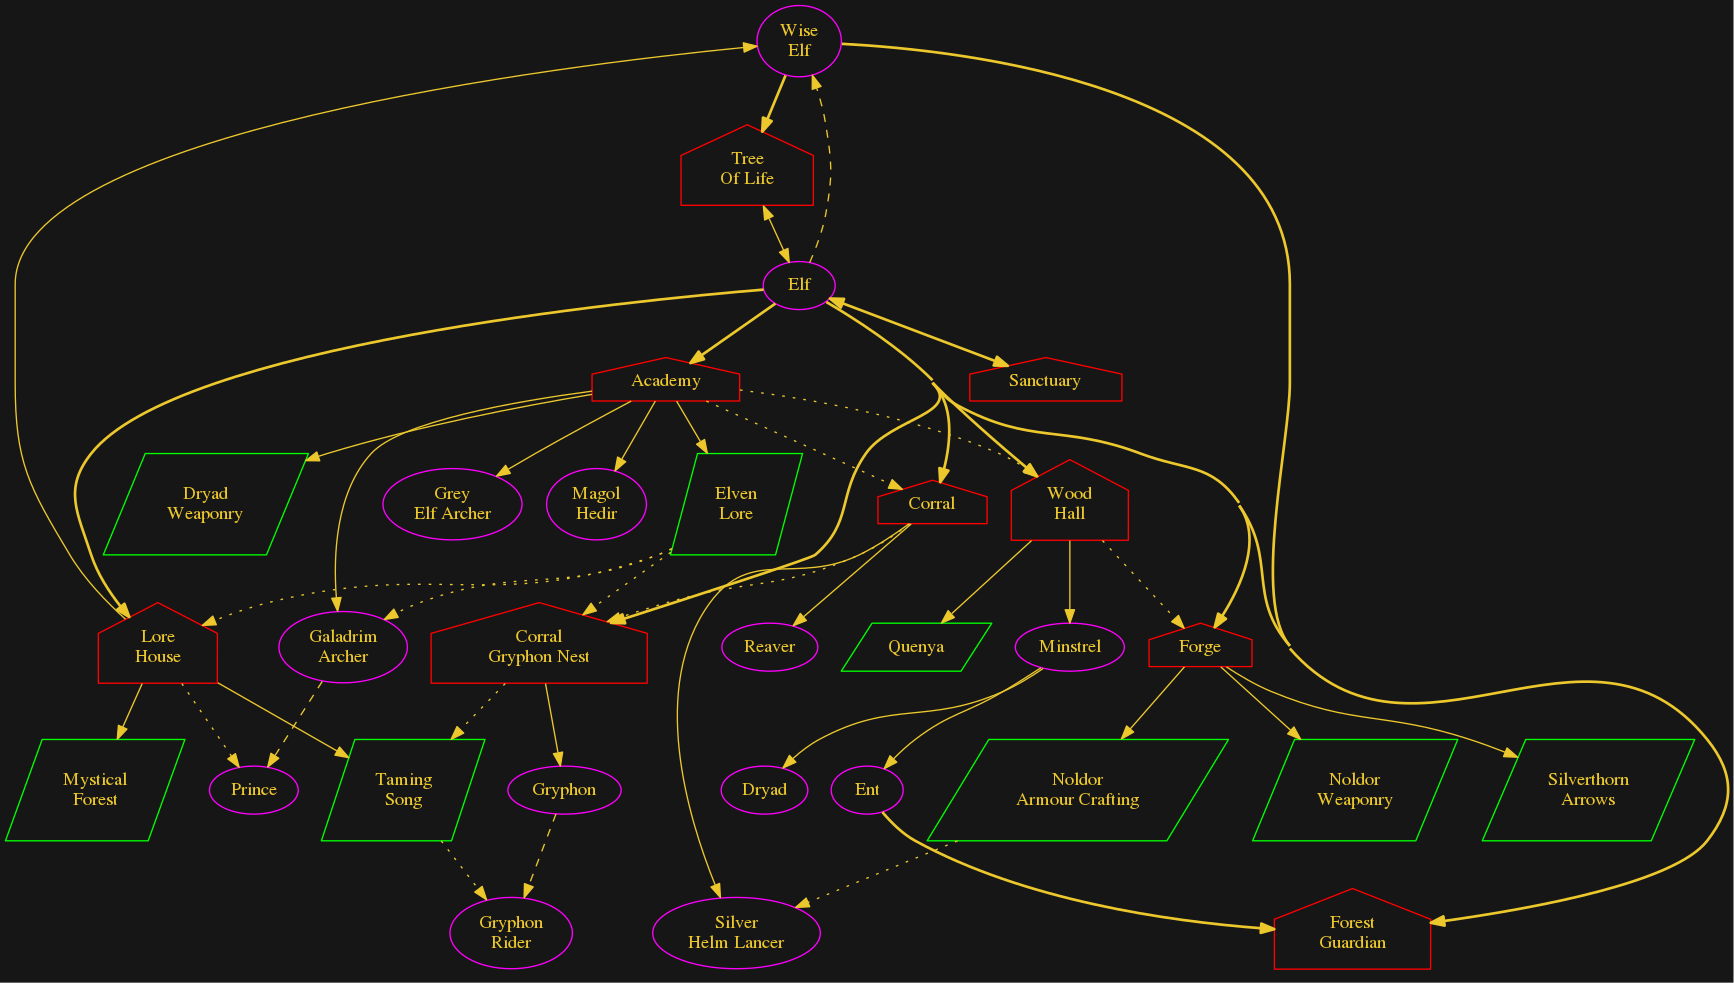 Wise
Elf
Tree
Of Life
Elf
Academy
Sanctuary
Dryad
Weaponry
Grey
Elf Archer
Magol
Hedir
Elven
Lore
Corral
Wood
Hall
Lore
House
Galadrim
Archer
Corral
Gryphon Nest
Reaver
Quenya
Minstrel
Forge
Mystical
Forest
Prince
Taming
Song
Gryphon
Dryad
Ent
Noldor
Armour Crafting
Noldor
Weaponry
Silverthorn
Arrows
Gryphon
Rider
Silver
Helm Lancer
Forest
Guardian